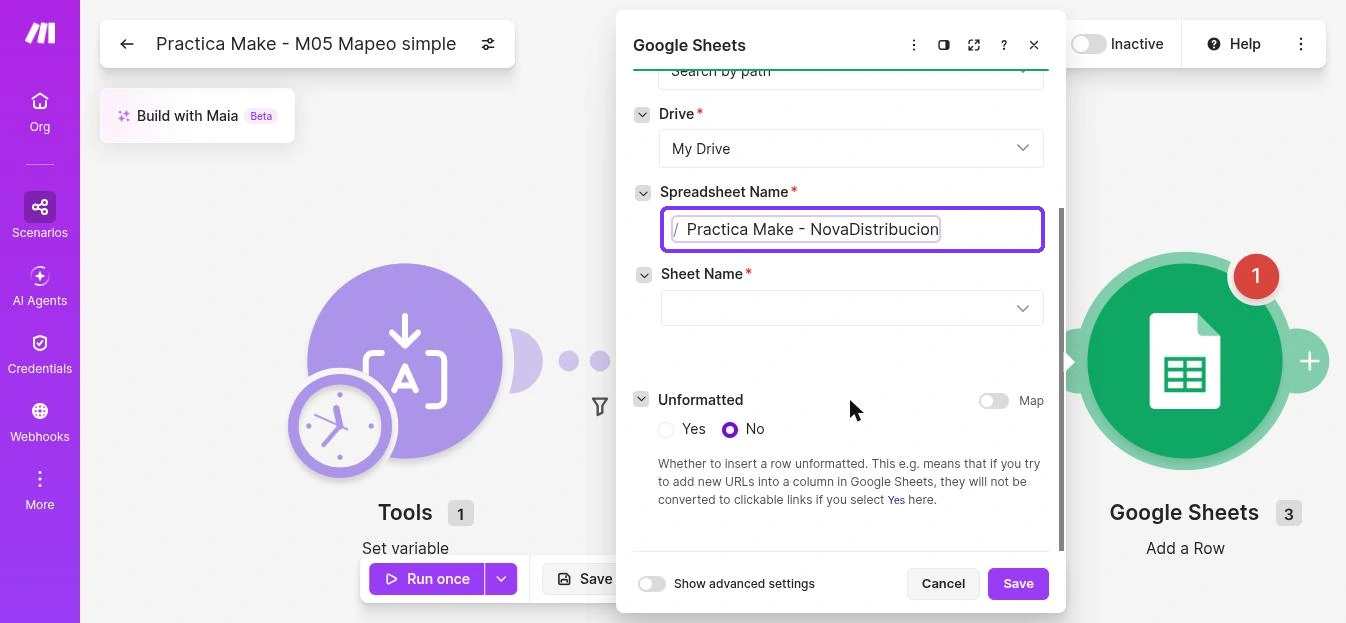 Practica Make - M05 Mapeo simple
Build with Maia Beta
Org
Scenarios
AI Agents
Credentials
Webhooks
More
Tools 1
Set variable
Run once
Save
Google Sheets
?
Search by path
Drive*
My Drive
Spreadsheet Name*
/ Practica Make - NovaDistribucion
Sheet Name*
Unformatted
Map
Yes No
Whether to insert a row unformatted. This e.g. means that if you try
to add new URLs into a column in Google Sheets, they will not be
converted to clickable links if you select Yes here.
Show advanced settings
Cancel
Save
Inactive
? Help
1
Google Sheets 3
Add a Row